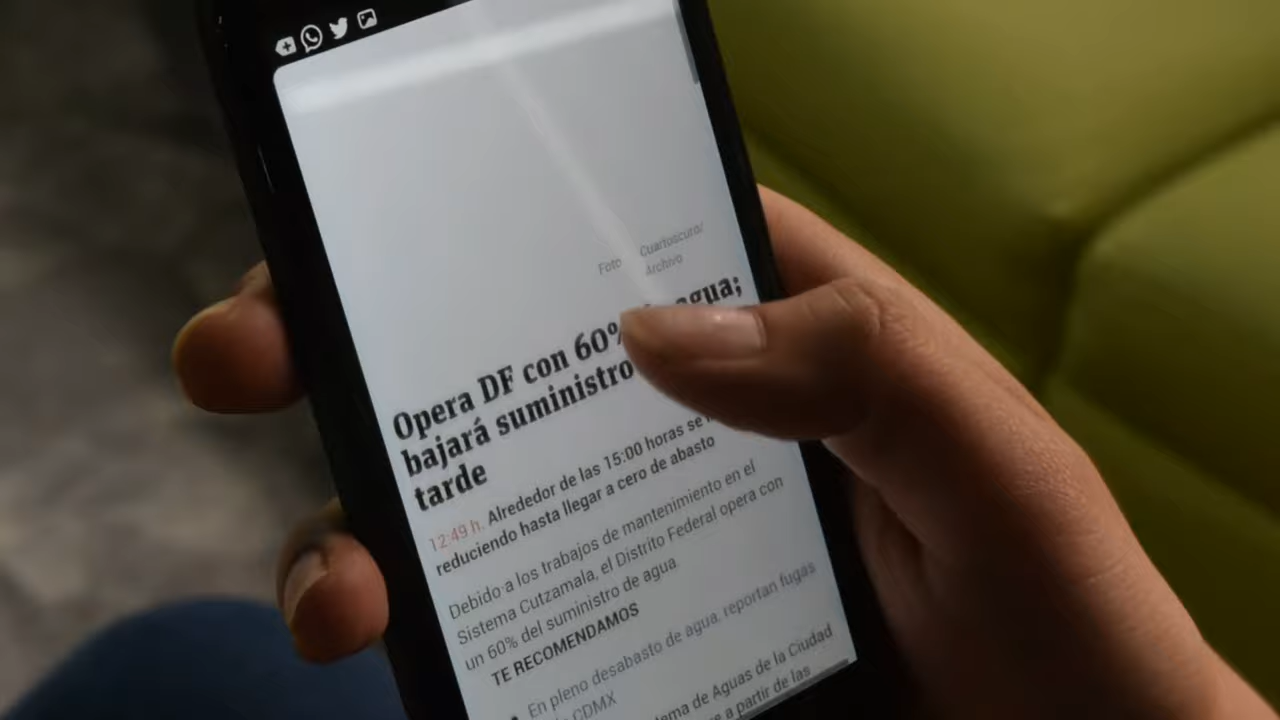 Foto Cuartoscuro/
Archivo
Opera DF con 60% agua;
bajará suministro
tarde
12:49 h. Alrededor de las 15:00 horas se
reduciendo hasta llegar a cero de abasto
Debido a los trabajos de mantenimiento en el
Sistema Cutzamala, el Distrito Federal opera con
un 60% del suministro de agua
TE RECOMENDAMOS
En pleno desabasto de agua, reportan fugas
CDMX
de Aguas de la Ciudad
a partir de las